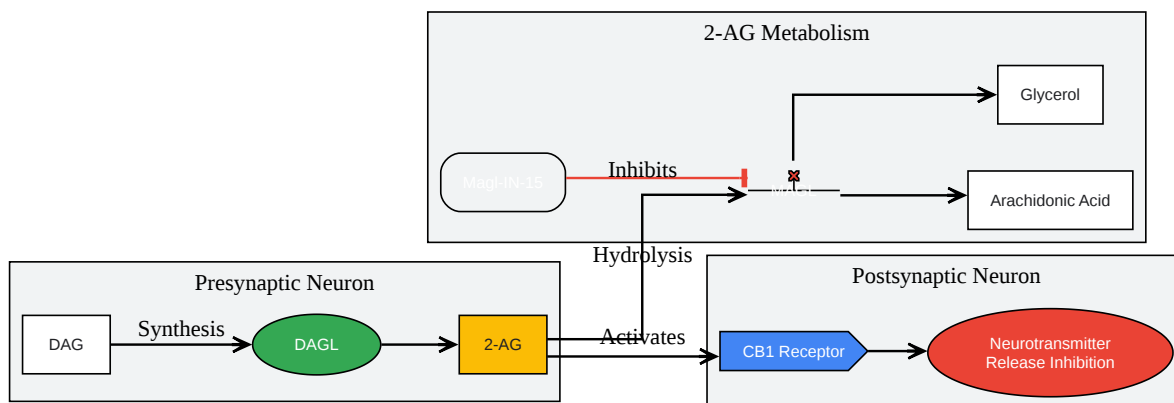 2-AG Metabolism
Glycerol
Magl-IN-15
Inhibits
Arachidonic Acid
Hydrolysis
Presynaptic Neuron
Postsynaptic Neuron
DAG
Synthesis
DAGL
2-AG
Activates
CB1 Receptor
Neurotransmitter
Release Inhibition